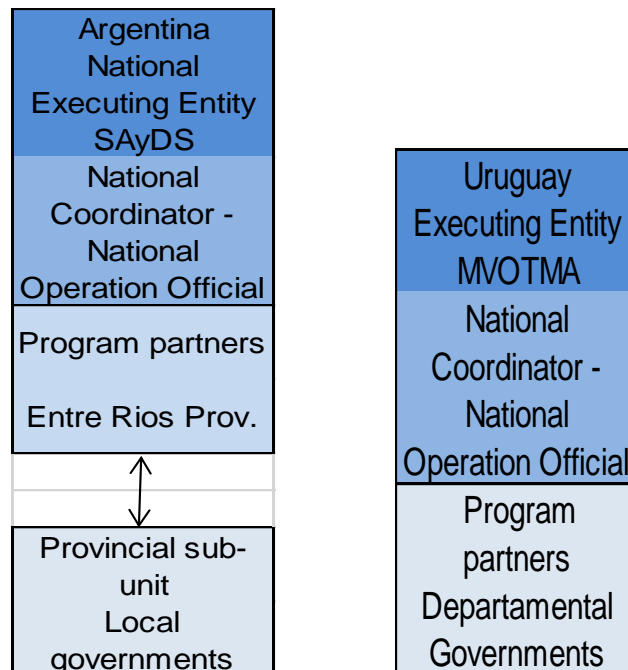 Argentina
National
Executing Entity
SAyDS
National
Coordinator -
National
Operation Official
Program partners
Entre Rios Prov.
Provincial sub-
unit
Local
governments
Uruguay
Executing Entity
MVOTMA
National
Coordinator -
National
Operation Official
Program
partners
Departamental
Governments